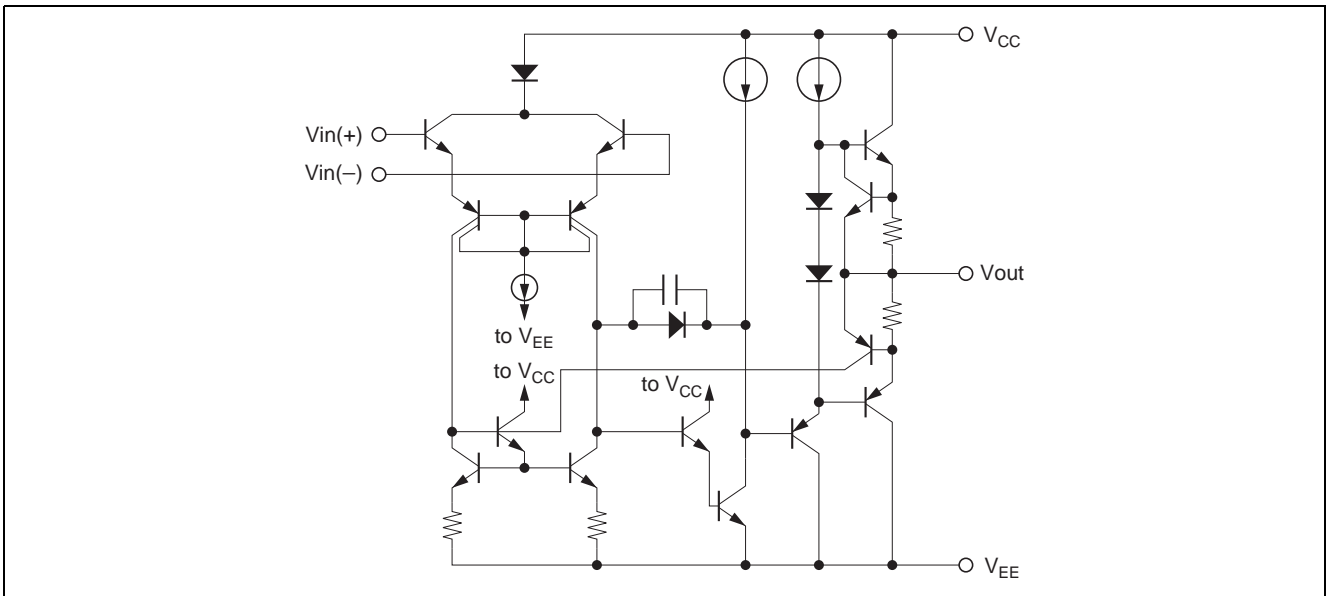 V_CC
Vin(+)
Vin(–)
Vout
to V_EE
to V_CC
to V_CC
V_EE